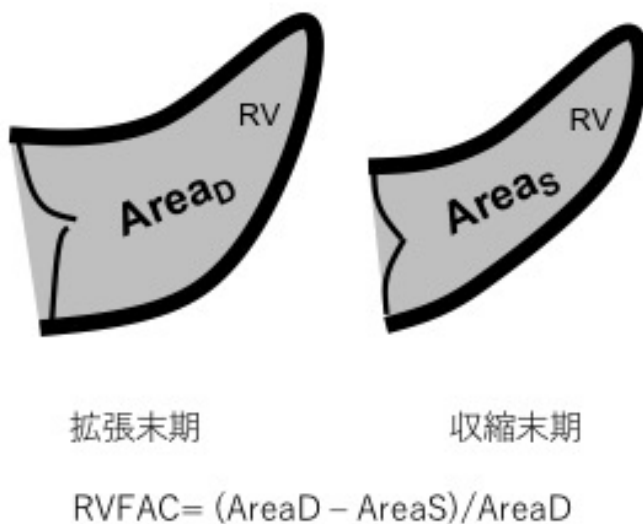 RV
RV
AreaD
AreaS
拡張末期
収縮末期
RVFAC= (AreaD – AreaS)/AreaD